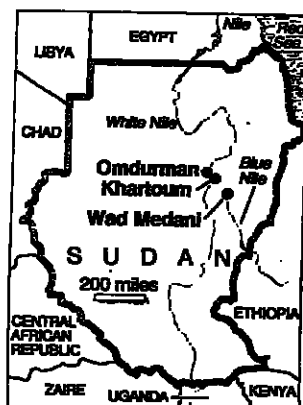 EGYPT
Nile
Red
Sea
LIBYA
CHAD
White Nile
Omdurman
Khartoum
Blue
Nile
Wad Medani
SUDAN
200 miles
ETHIOPIA
CENTRAL
AFRICAN
REPUBLIC
ZAIRE
UGANDA
KENYA